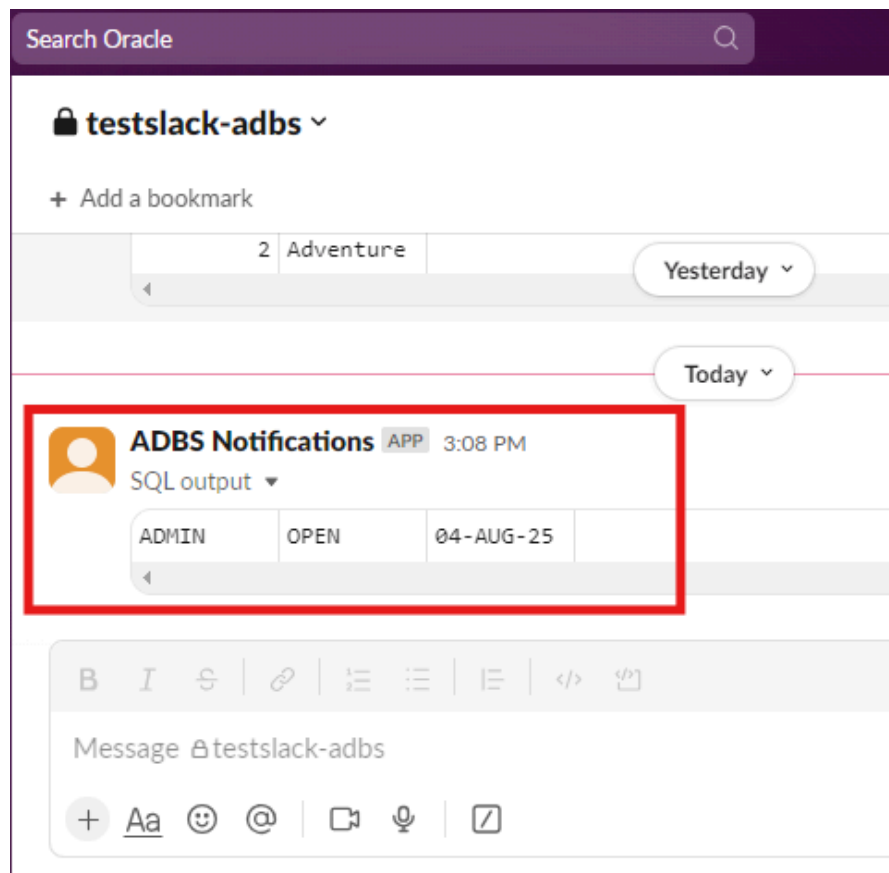 Search Oracle
testslack-adbs
+ Add a bookmark
2 Adventure
Yesterday
Today
ADBS Notifications APP 3:08 PM
SQL output
ADMIN OPEN 04-AUG-25
B I S </>
Message testslack-adbs
+ Aa @